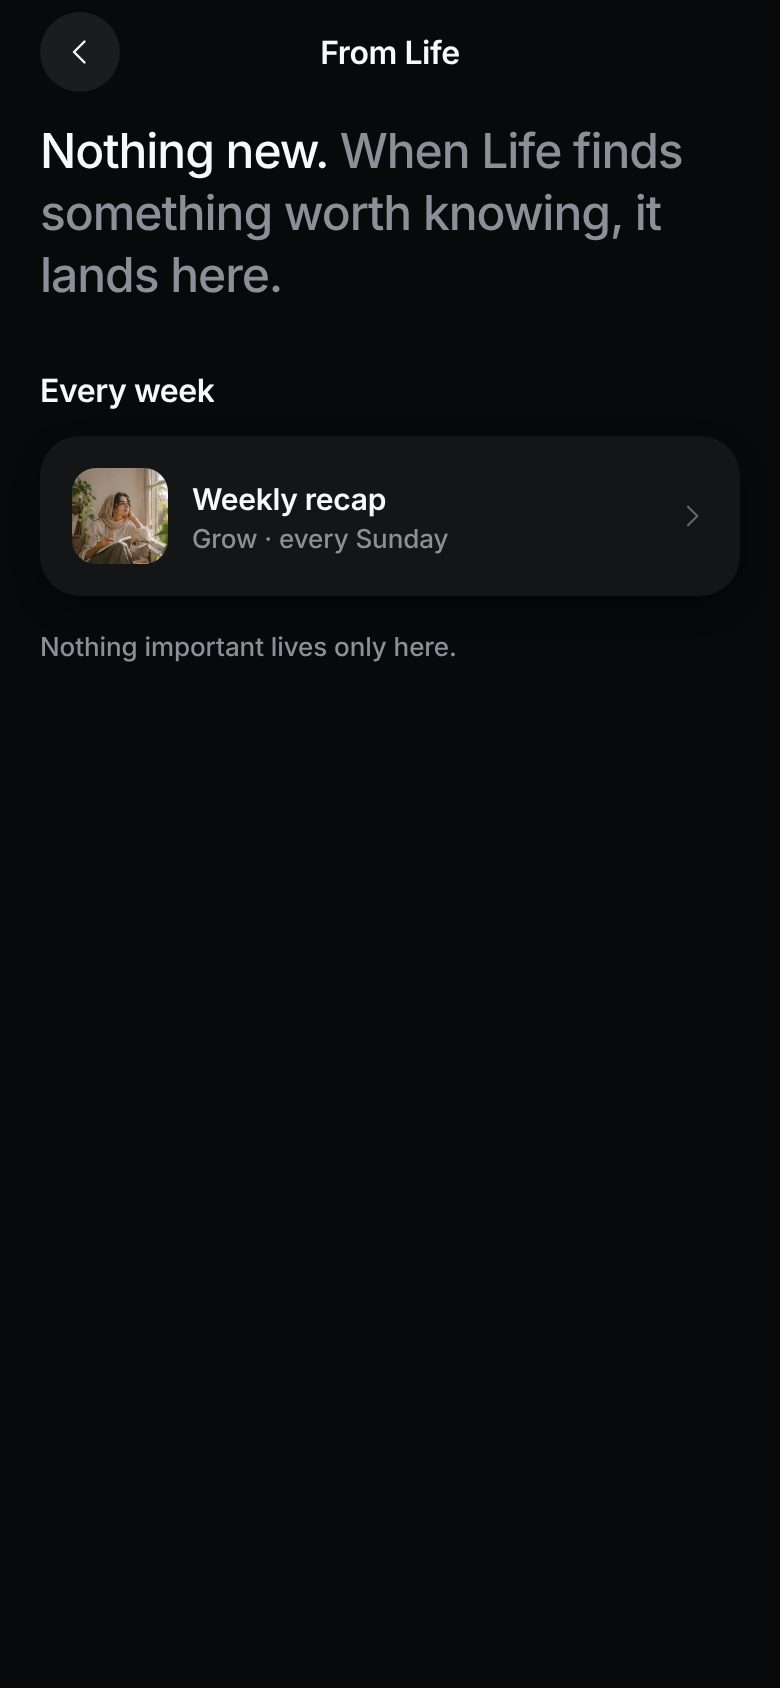 From Life
Nothing new. When Life finds
something worth knowing, it
lands here.
Every week
Weekly recap
Grow · every Sunday
Nothing important lives only here.